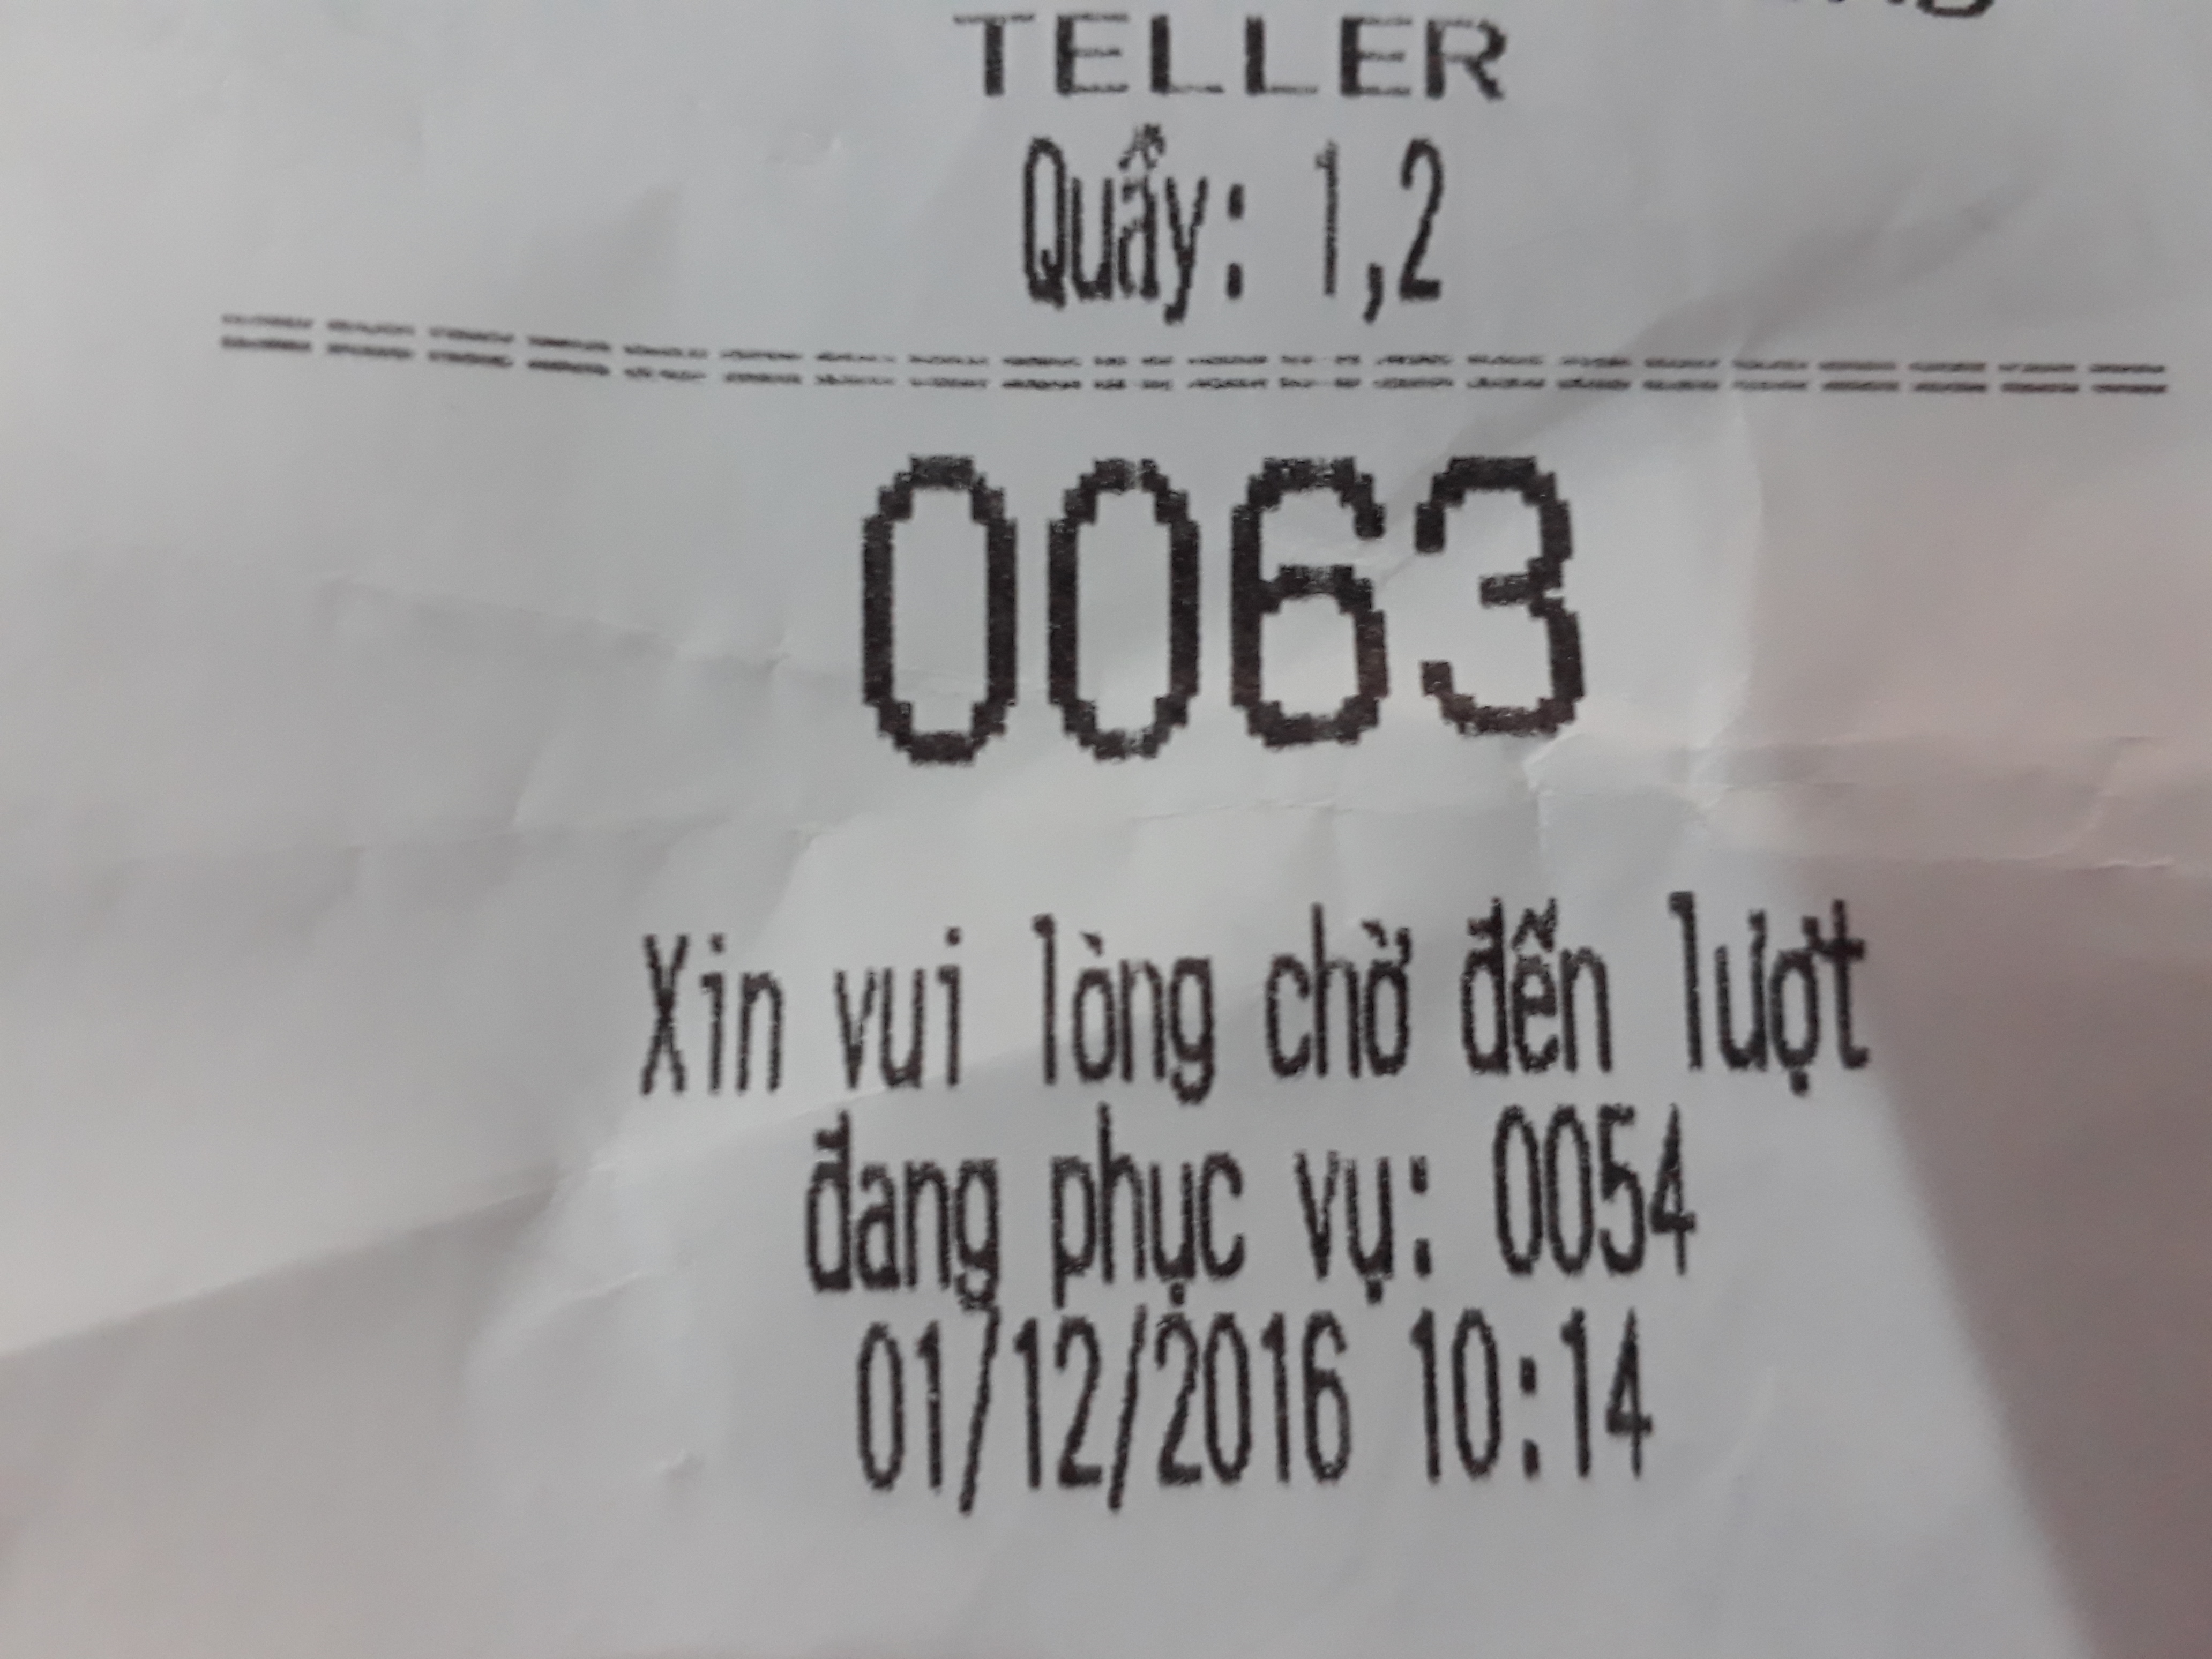 TELLER
Quầy: 1,2
0063
Xin vui lòng chờ đến lượt
đang phục vụ: 0054
01/12/2016 10:14